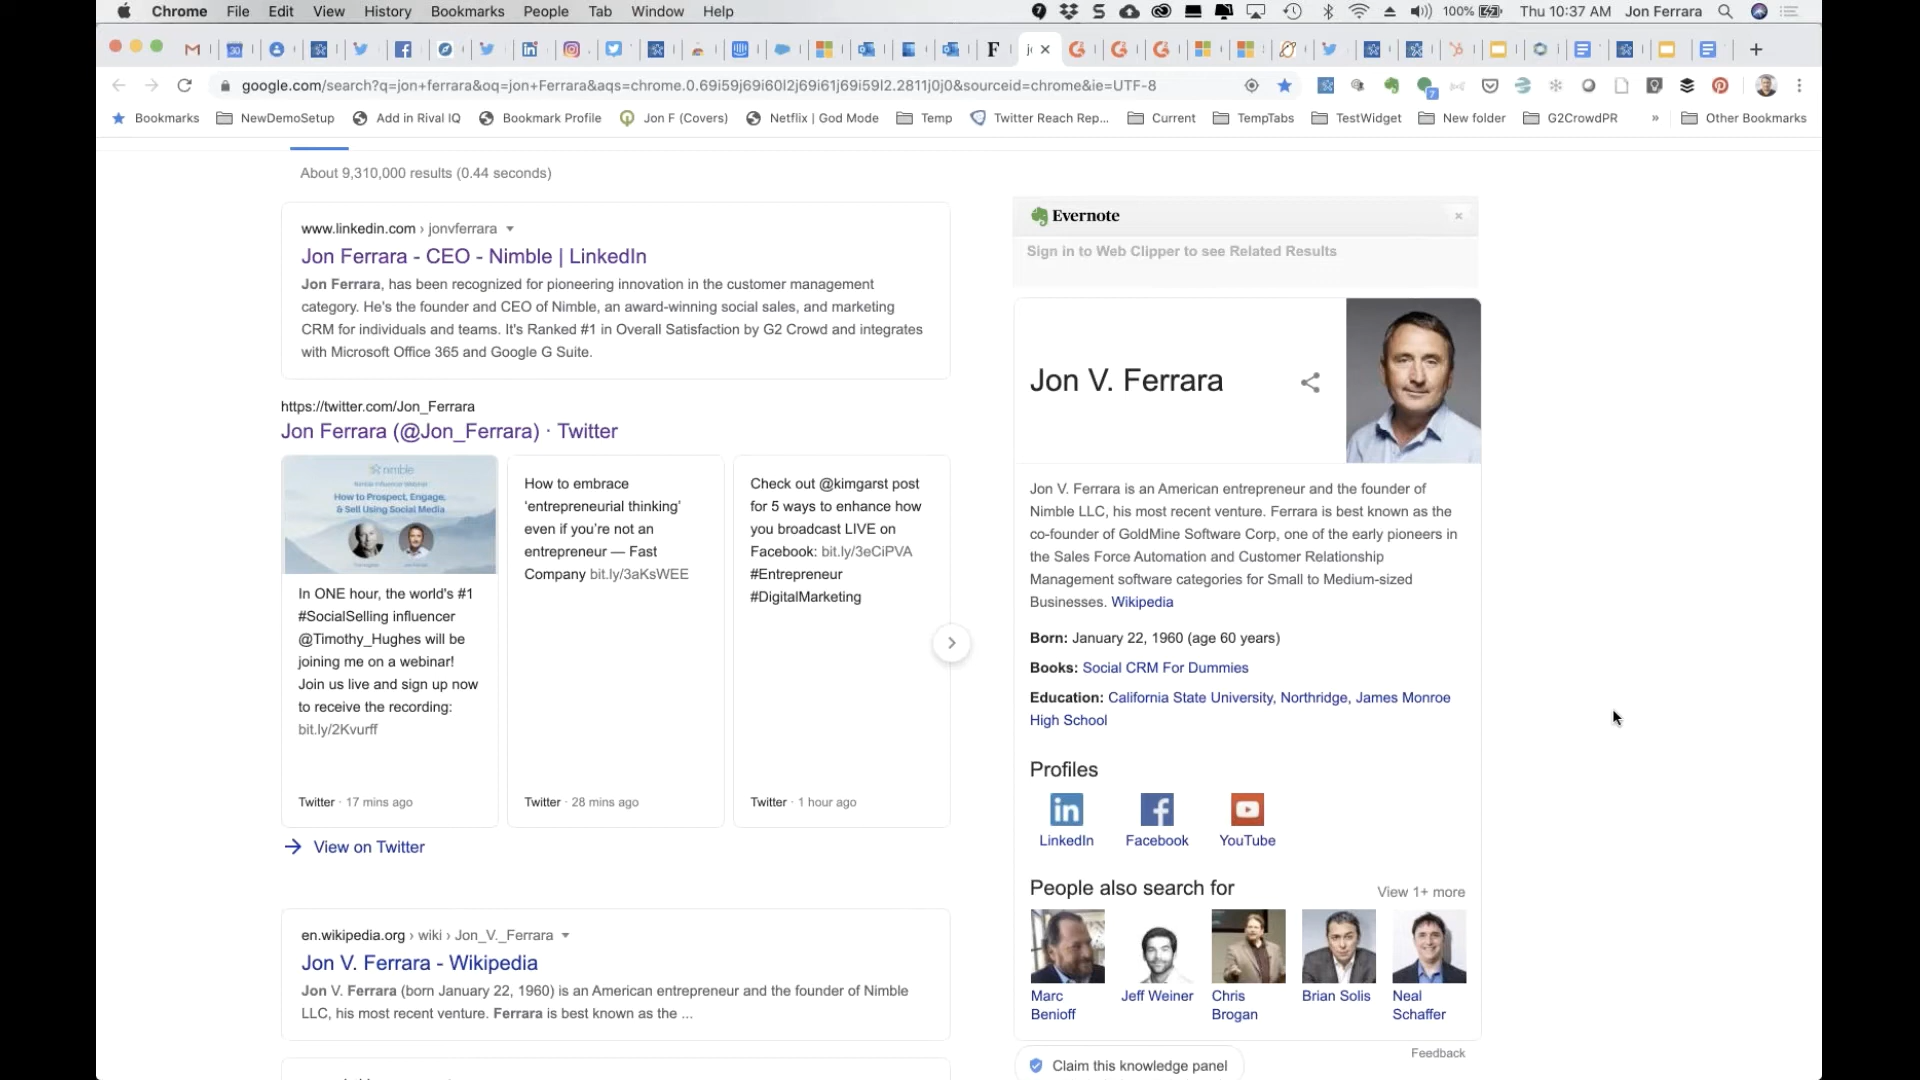 Chrome File Edit View History Bookmarks People Tab Window Help
100% Thu 10:37 AM Jon Ferrara
google.com/search?q=jon+ferrara&oq=jon+Ferrara&aqs=chrome.0.69i59j69i60l2j69i61j69i59l2.2811j0j0&sourceid=chrome&ie=UTF-8
Bookmarks NewDemoSetup Add in Rival IQ Bookmark Profile Jon F (Covers) Netflix | God Mode Temp Twitter Reach Rep... Current TempTabs TestWidget New folder G2CrowdPR » Other Bookmarks
About 9,310,000 results (0.44 seconds)
www.linkedin.com › jonvferrara
Jon Ferrara - CEO - Nimble | LinkedIn
Jon Ferrara, has been recognized for pioneering innovation in the customer management
category. He's the founder and CEO of Nimble, an award-winning social sales, and marketing
CRM for individuals and teams. It's Ranked #1 in Overall Satisfaction by G2 Crowd and integrates
with Microsoft Office 365 and Google G Suite.
https://twitter.com/Jon_Ferrara
Jon Ferrara (@Jon_Ferrara) · Twitter
nimble
Nimble Influencer Webinar
How to Prospect, Engage,
& Sell Using Social Media
In ONE hour, the world's #1
#SocialSelling influencer
@Timothy_Hughes will be
joining me on a webinar!
Join us live and sign up now
to receive the recording:
bit.ly/2Kvurff
Twitter · 17 mins ago
How to embrace
‘entrepreneurial thinking’
even if you’re not an
entrepreneur — Fast
Company bit.ly/3aKsWEE
Twitter · 28 mins ago
Check out @kimgarst post
for 5 ways to enhance how
you broadcast LIVE on
Facebook: bit.ly/3eCiPVA
#Entrepreneur
#DigitalMarketing
Twitter · 1 hour ago
View on Twitter
en.wikipedia.org › wiki › Jon_V._Ferrara
Jon V. Ferrara - Wikipedia
Jon V. Ferrara (born January 22, 1960) is an American entrepreneur and the founder of Nimble
LLC, his most recent venture. Ferrara is best known as the ...
Evernote
Sign in to Web Clipper to see Related Results
Jon V. Ferrara
Jon V. Ferrara is an American entrepreneur and the founder of
Nimble LLC, his most recent venture. Ferrara is best known as the
co-founder of GoldMine Software Corp, one of the early pioneers in
the Sales Force Automation and Customer Relationship
Management software categories for Small to Medium-sized
Businesses. Wikipedia
Born: January 22, 1960 (age 60 years)
Books: Social CRM For Dummies
Education: California State University, Northridge, James Monroe
High School
Profiles
LinkedIn Facebook YouTube
People also search for
View 1+ more
Marc
Benioff
Jeff Weiner
Chris
Brogan
Brian Solis
Neal
Schaffer
Feedback
Claim this knowledge panel